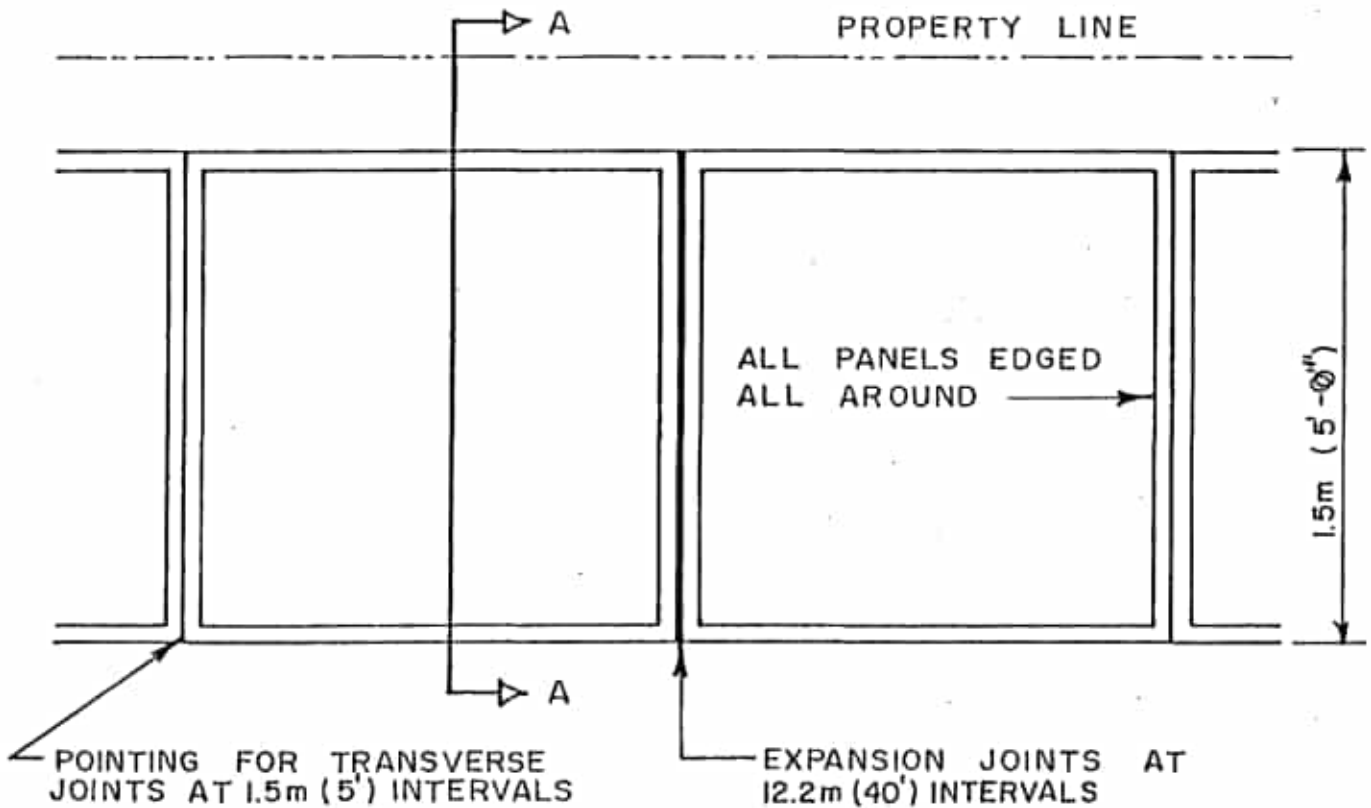 A
PROPERTY LINE
ALL PANELS EDGED
ALL AROUND
1.5m (5'-0")
A
POINTING FOR TRANSVERSE
JOINTS AT 1.5m (5') INTERVALS
EXPANSION JOINTS AT
12.2m (40') INTERVALS